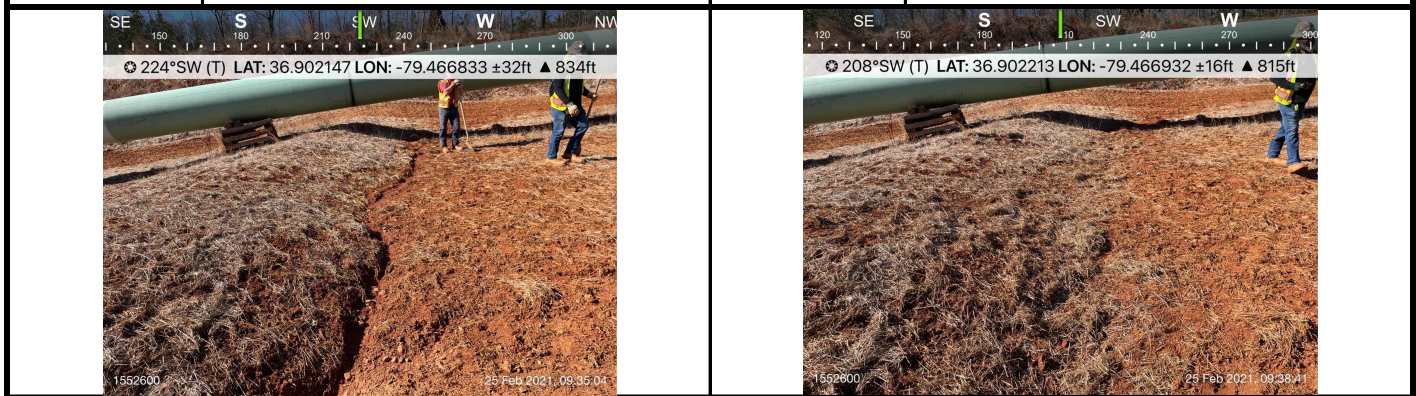 SE S SW W NW
150 180 210 240 270 300
224°SW (T) LAT: 36.902147 LON: -79.466833 ±32ft ▲ 834ft
1552600 25 Feb 2021, 09:35:04
SE S SW W
120 150 180 10 240 270 300
208°SW (T) LAT: 36.902213 LON: -79.466932 ±16ft ▲ 815ft
1552600 25 Feb 2021, 09:38:41